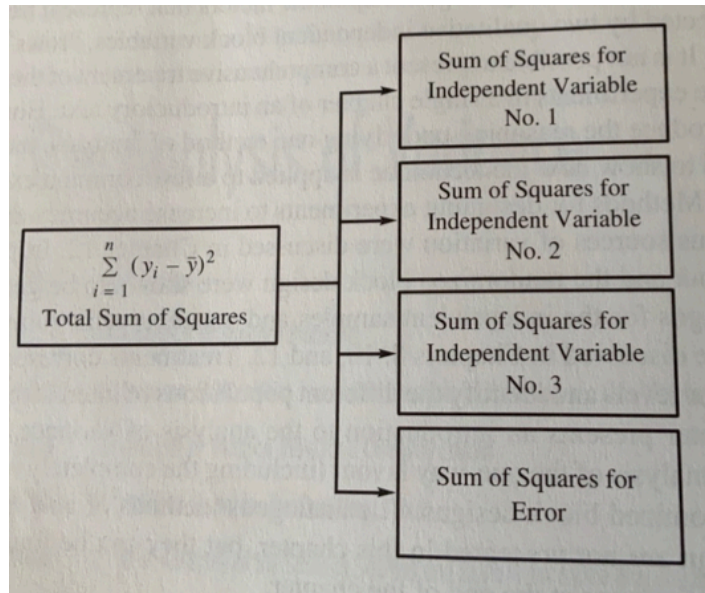 n
Σ (yᵢ − ȳ)²
i = 1
Total Sum of Squares
Sum of Squares for
Independent Variable
No. 1
Sum of Squares for
Independent Variable
No. 2
Sum of Squares for
Independent Variable
No. 3
Sum of Squares for
Error